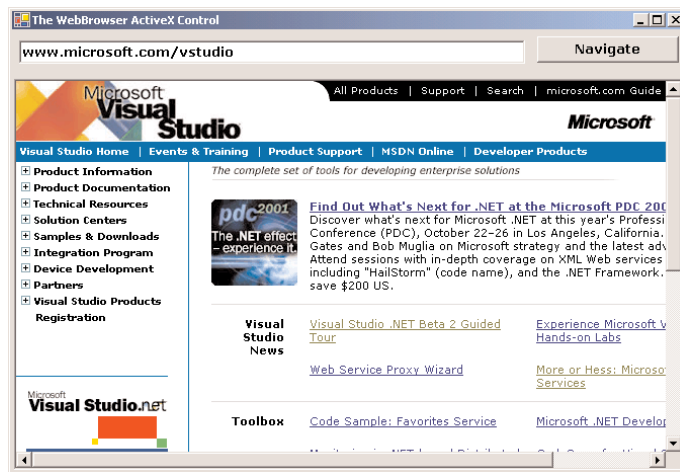 The WebBrowser ActiveX Control
www.microsoft.com/vstudio
Navigate
All Products | Support | Search | microsoft.com Guide
Microsoft
Visual
Studio
Microsoft
Visual Studio Home | Events & Training | Product Support | MSDN Online | Developer Products
Product Information
Product Documentation
Technical Resources
Solution Centers
Samples & Downloads
Integration Program
Device Development
Partners
Visual Studio Products
Registration
Microsoft
Visual Studio.net
The complete set of tools for developing enterprise solutions
pdc2001
The .NET effect
– experience it.
Find Out What's Next for .NET at the Microsoft PDC 200
Discover what's next for Microsoft .NET at this year's Professi
Conference (PDC), October 22–26 in Los Angeles, California.
Gates and Bob Muglia on Microsoft strategy and the latest adv
Attend sessions with in-depth coverage on XML Web services
including "HailStorm" (code name), and the .NET Framework.
save $200 US.
Visual
Studio
News
Visual Studio .NET Beta 2 Guided
Tour
Experience Microsoft V
Hands-on Labs
Web Service Proxy Wizard
More or Hess: Microsof
Services
Toolbox
Code Sample: Favorites Service
Microsoft .NET Develop